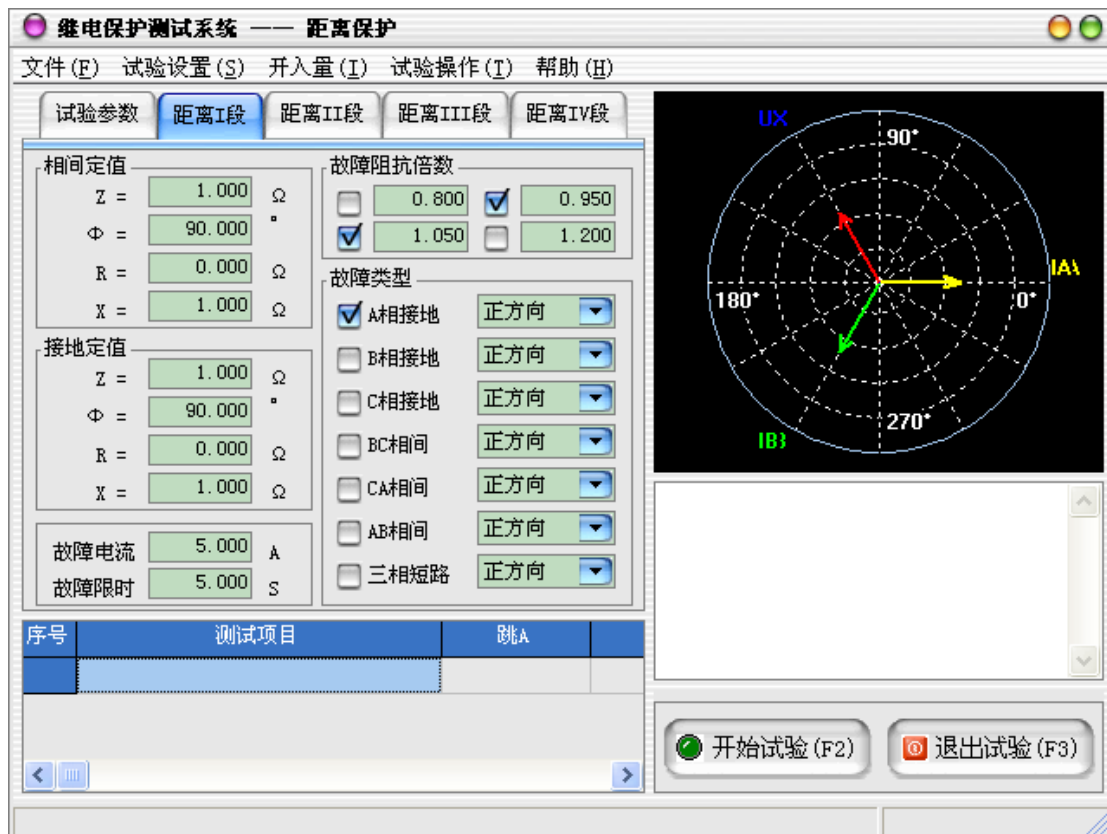 继电保护测试系统 —— 距离保护
文件(F) 试验设置(S) 开入量(I) 试验操作(T) 帮助(H)
试验参数 距离I段 距离II段 距离III段 距离IV段
相间定值
Z = 1.000 Ω
Φ = 90.000 °
R = 0.000 Ω
X = 1.000 Ω
接地定值
Z = 1.000 Ω
Φ = 90.000 °
R = 0.000 Ω
X = 1.000 Ω
故障电流 5.000 A
故障限时 5.000 S
故障阻抗倍数
0.800 0.950
1.050 1.200
故障类型
A相接地 正方向
B相接地 正方向
C相接地 正方向
BC相间 正方向
CA相间 正方向
AB相间 正方向
三相短路 正方向
UX
90°
180°
0°
270°
序号 测试项目 跳A
开始试验(F2) 退出试验(F3)